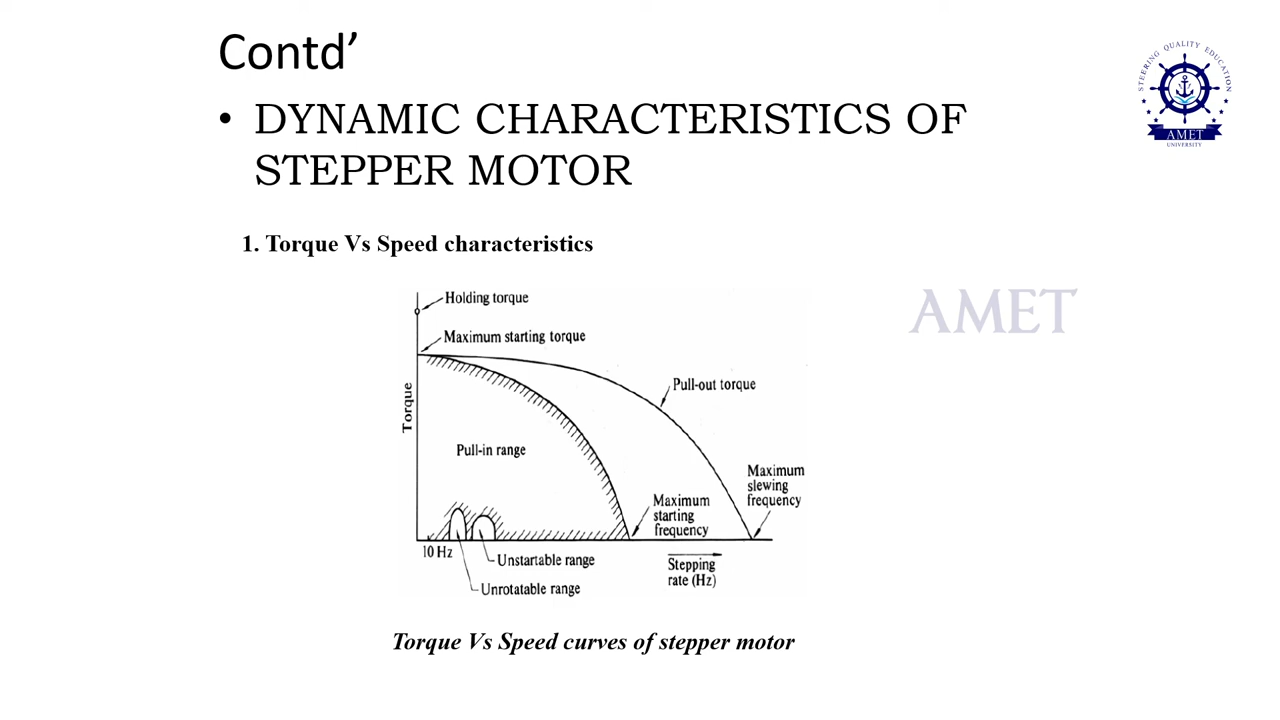 Contd’
STEERING QUALITY EDUCATION
AMET
UNIVERSITY
• DYNAMIC CHARACTERISTICS OF
STEPPER MOTOR
1. Torque Vs Speed characteristics
AMET
Holding torque
Maximum starting torque
Pull-out torque
Torque
Pull-in range
Maximum
slewing
frequency
Maximum
starting
frequency
10 Hz
Unstartable range
Stepping
rate (Hz)
Unrotatable range
Torque Vs Speed curves of stepper motor